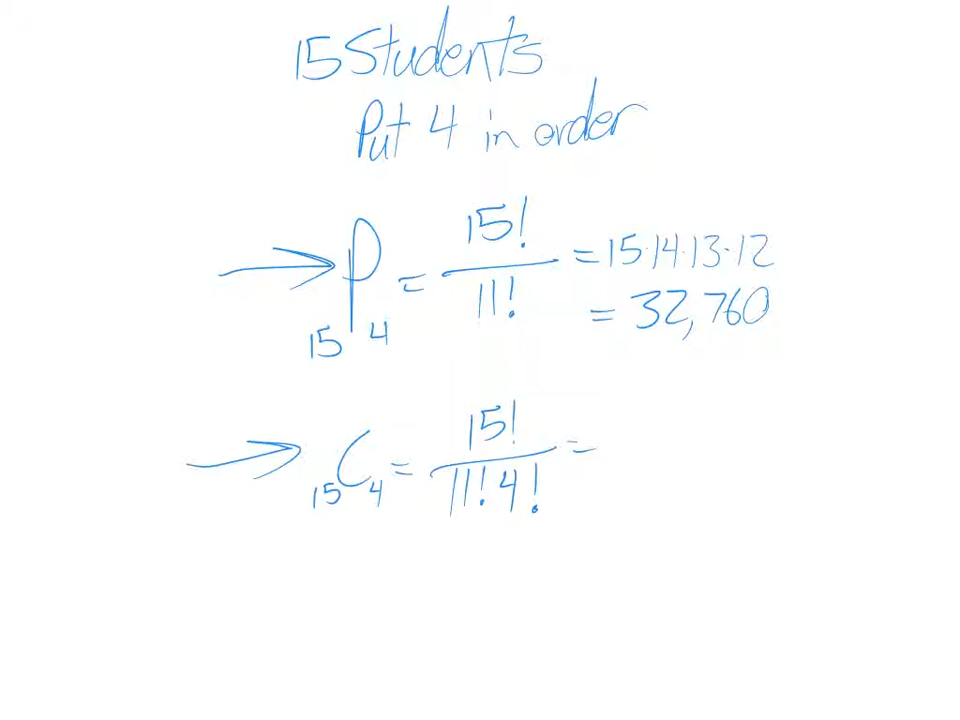 15 Students
Put 4 in order
15P4 = 15!/11! = 15·14·13·12
= 32,760
15C4 = 15!/11!4! =